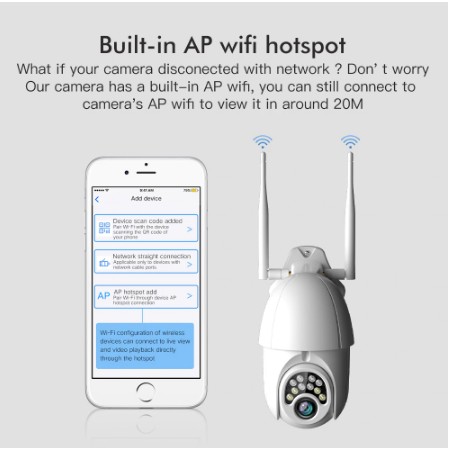 Built-in AP wifi hotspot
What if your camera disconected with network ? Don' t worry
Our camera has a built-in AP wifi, you can still connect to
camera's AP wifi to view it in around 20M
9:41 AM
Add device
Device scan code added
Pair Wi-Fi with the device
scanning the QR code of
your phone
Network straight connection
Applicable only to devices with
network cable ports
AP
AP hotspot add
Pair Wi-Fi through device AP
hotspot connection
Wi-Fi configuration of wireless
devices can connect to live view
and video playback directly
through the hotspot